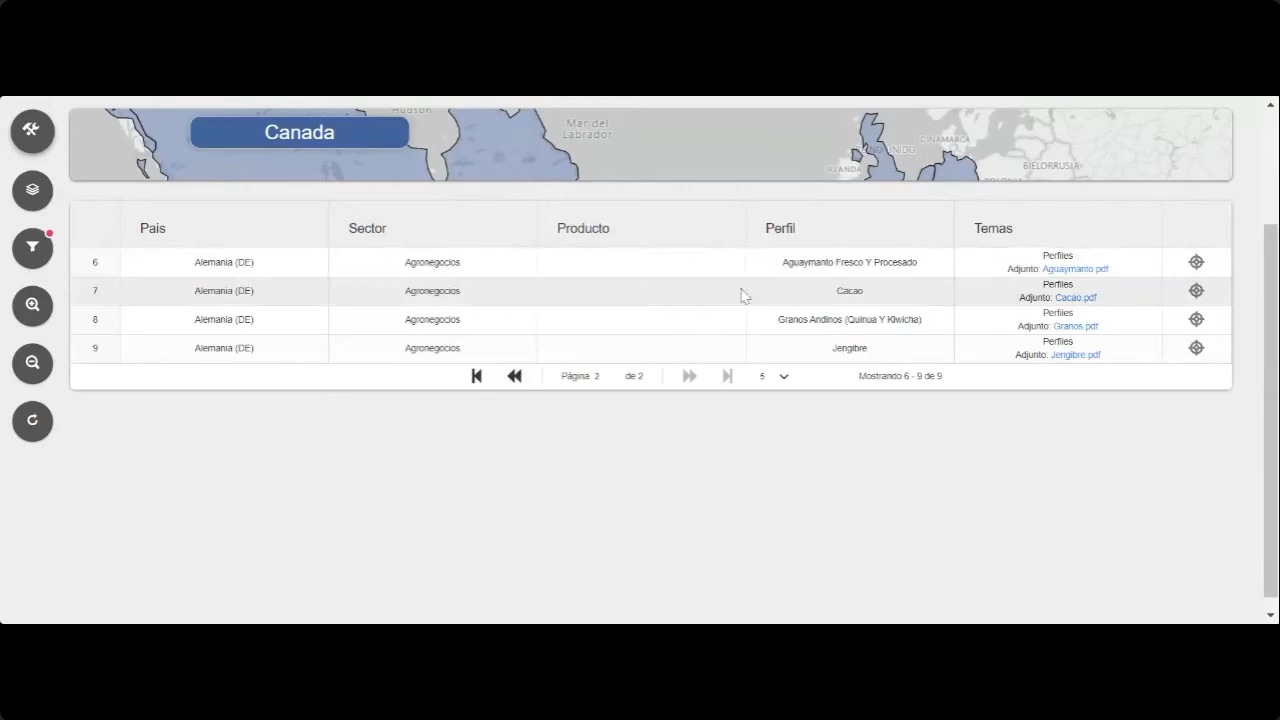 Hudson
Canada
Mar del
Labrador
DINAMARCA
UNIDO
IRLANDA
BIELORRUSIA
Pais Sector Producto Perfil Temas
6 Alemania (DE) Agronegocios Aguaymanto Fresco Y Procesado Perfiles
Adjunto: Aguaymanto.pdf
7 Alemania (DE) Agronegocios Cacao Perfiles
Adjunto: Cacao.pdf
8 Alemania (DE) Agronegocios Granos Andinos (Quinua Y Kiwicha) Perfiles
Adjunto: Granos.pdf
9 Alemania (DE) Agronegocios Jengibre Perfiles
Adjunto: Jengibre.pdf
Página 2 de 2 5 Mostrando 6 - 9 de 9